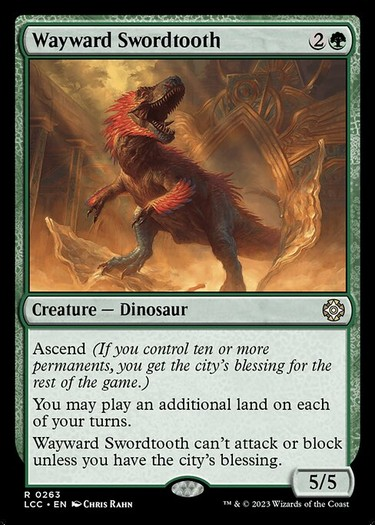 Wayward Swordtooth 2
Creature — Dinosaur
Ascend (If you control ten or more
permanents, you get the city's blessing for the
rest of the game.)
You may play an additional land on each
of your turns.
Wayward Swordtooth can't attack or block
unless you have the city's blessing.
5/5
R 0263
LCC • EN Chris Rahn
™ & © 2023 Wizards of the Coast